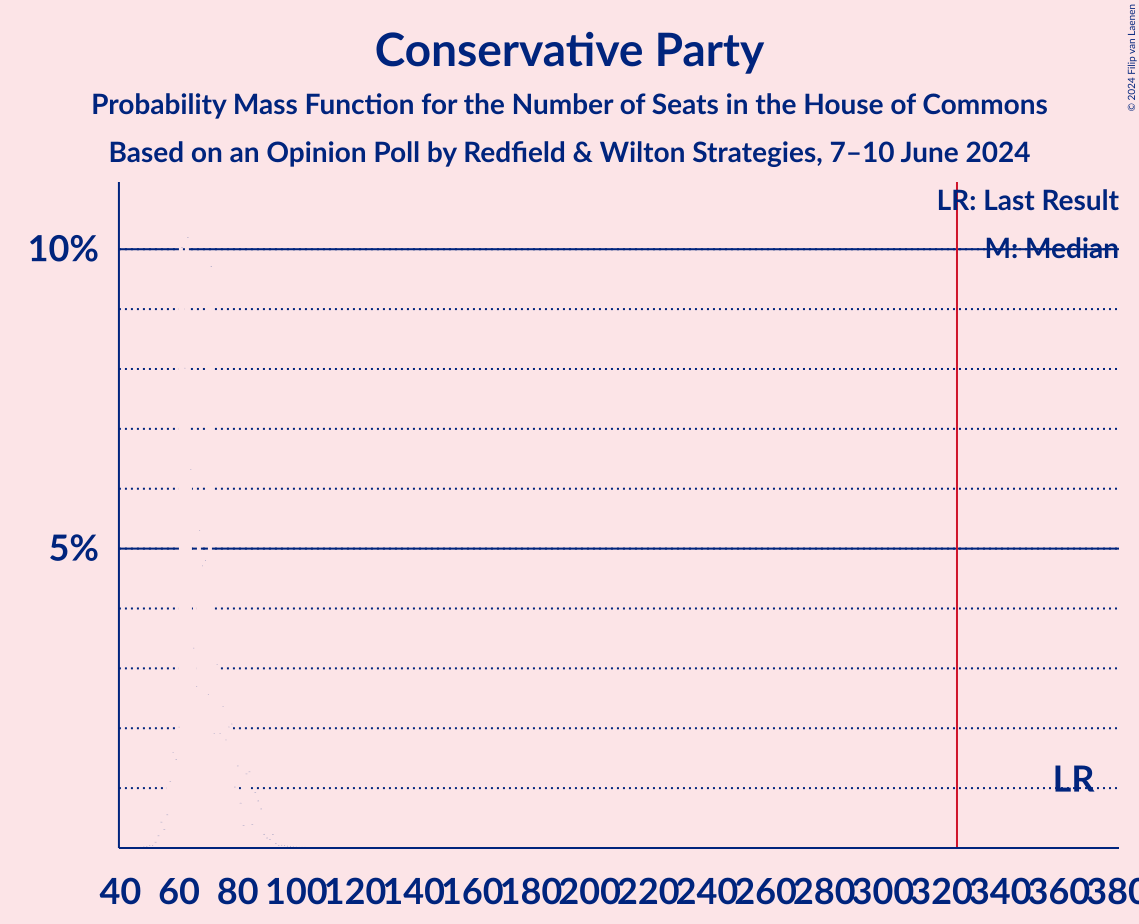 Conservative Party
Probability Mass Function for the Number of Seats in the House of Commons
Based on an Opinion Poll by Redfield & Wilton Strategies, 7–10 June 2024
© 2024 Filip van Laenen
LR: Last Result
M: Median
10%
5%
LR
40 60 80 100 120 140 160 180 200 220 240 260 280 300 320 340 360 380